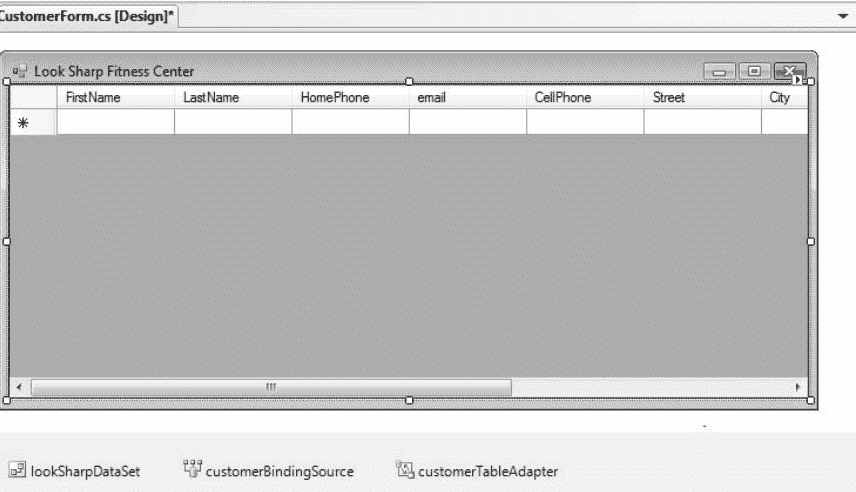 CustomerForm.cs [Design]*
Look Sharp Fitness Center
FirstName LastName HomePhone email CellPhone Street City
lookSharpDataSet customerBindingSource customerTableAdapter